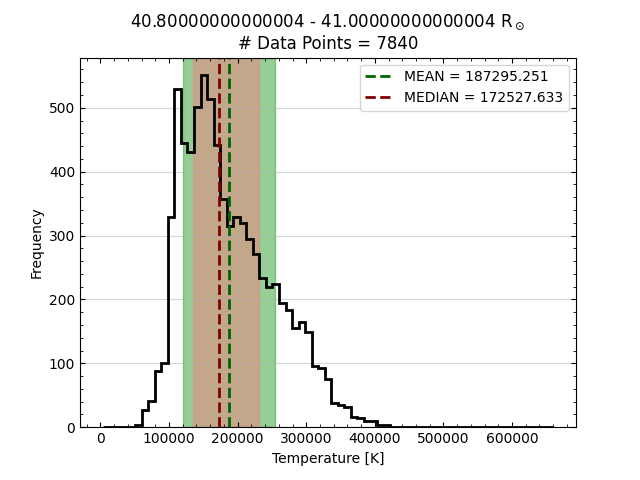 40.80000000000004 - 41.00000000000004 R⊙
# Data Points = 7840
MEAN = 187295.251
MEDIAN = 172527.633
Frequency
500
400
300
200
100
0
0 100000 200000 300000 400000 500000 600000
Temperature [K]